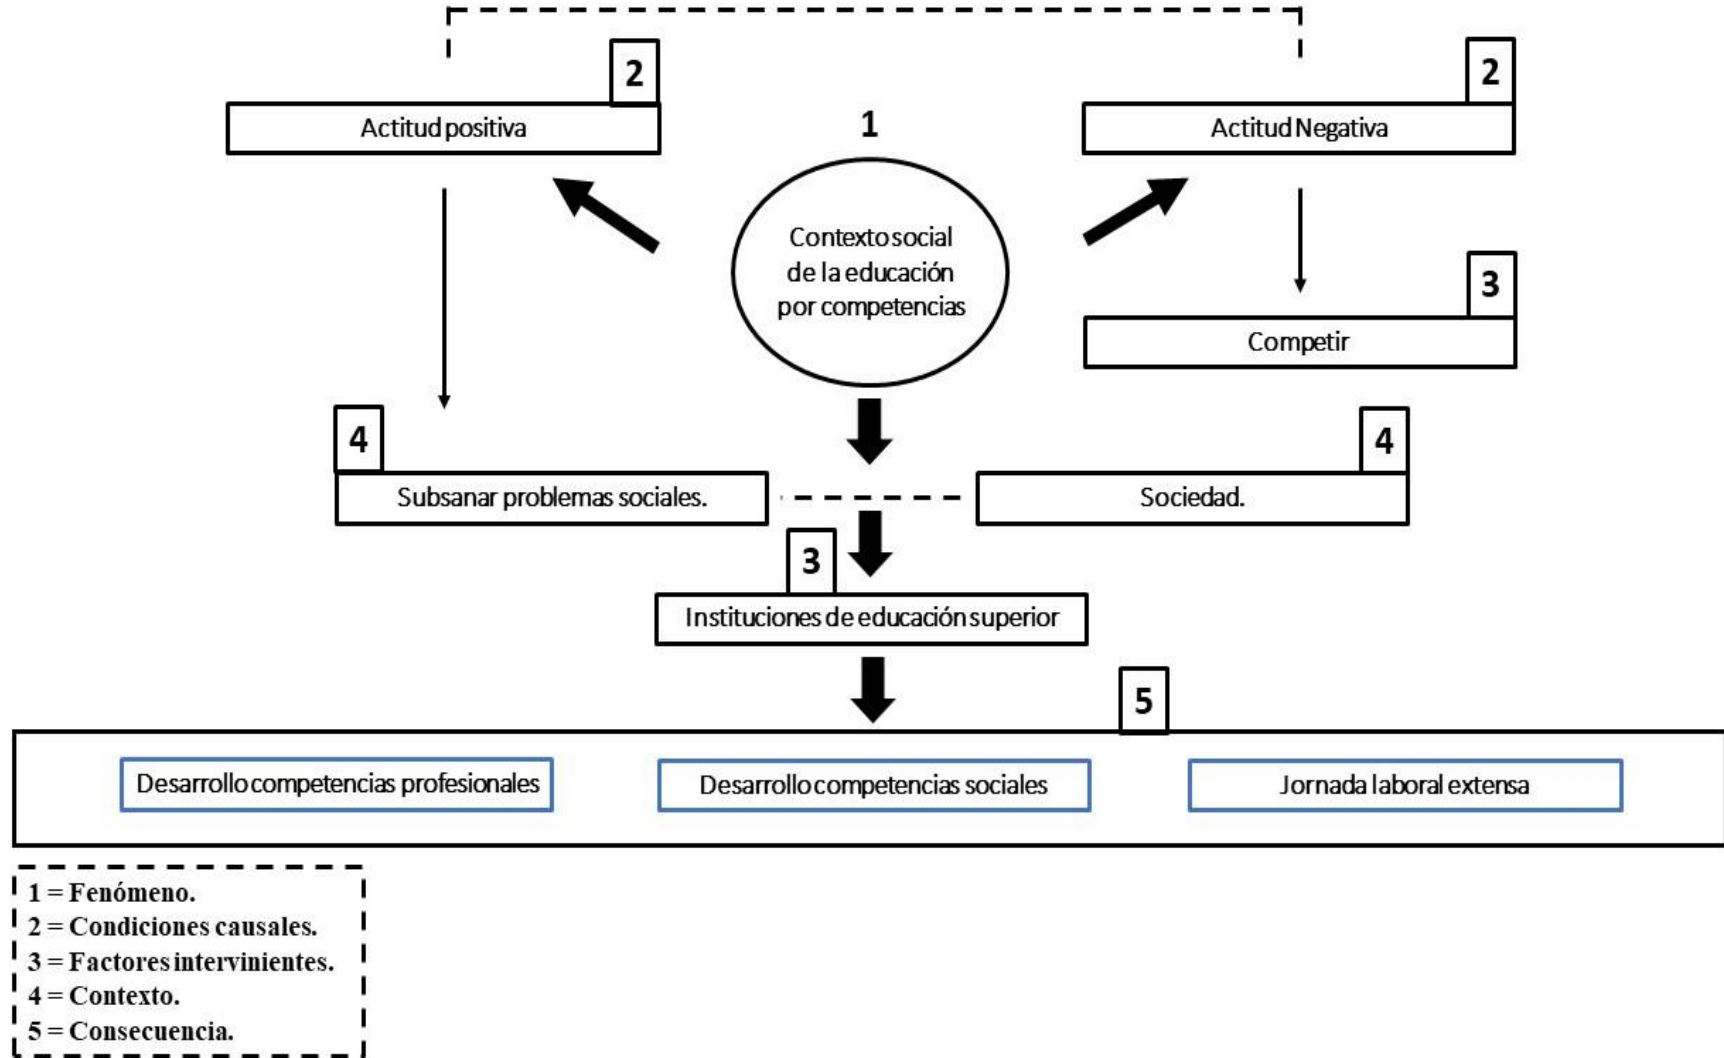 2
Actitud positiva
2
Actitud Negativa
1
Contexto social
de la educación
por competencias
3
Competir
4
Subsanar problemas sociales.
4
Sociedad.
3
Instituciones de educación superior
5
Desarrollo competencias profesionales
Desarrollo competencias sociales
Jornada laboral extensa
1 = Fenómeno.
2 = Condiciones causales.
3 = Factores intervinientes.
4 = Contexto.
5 = Consecuencia.